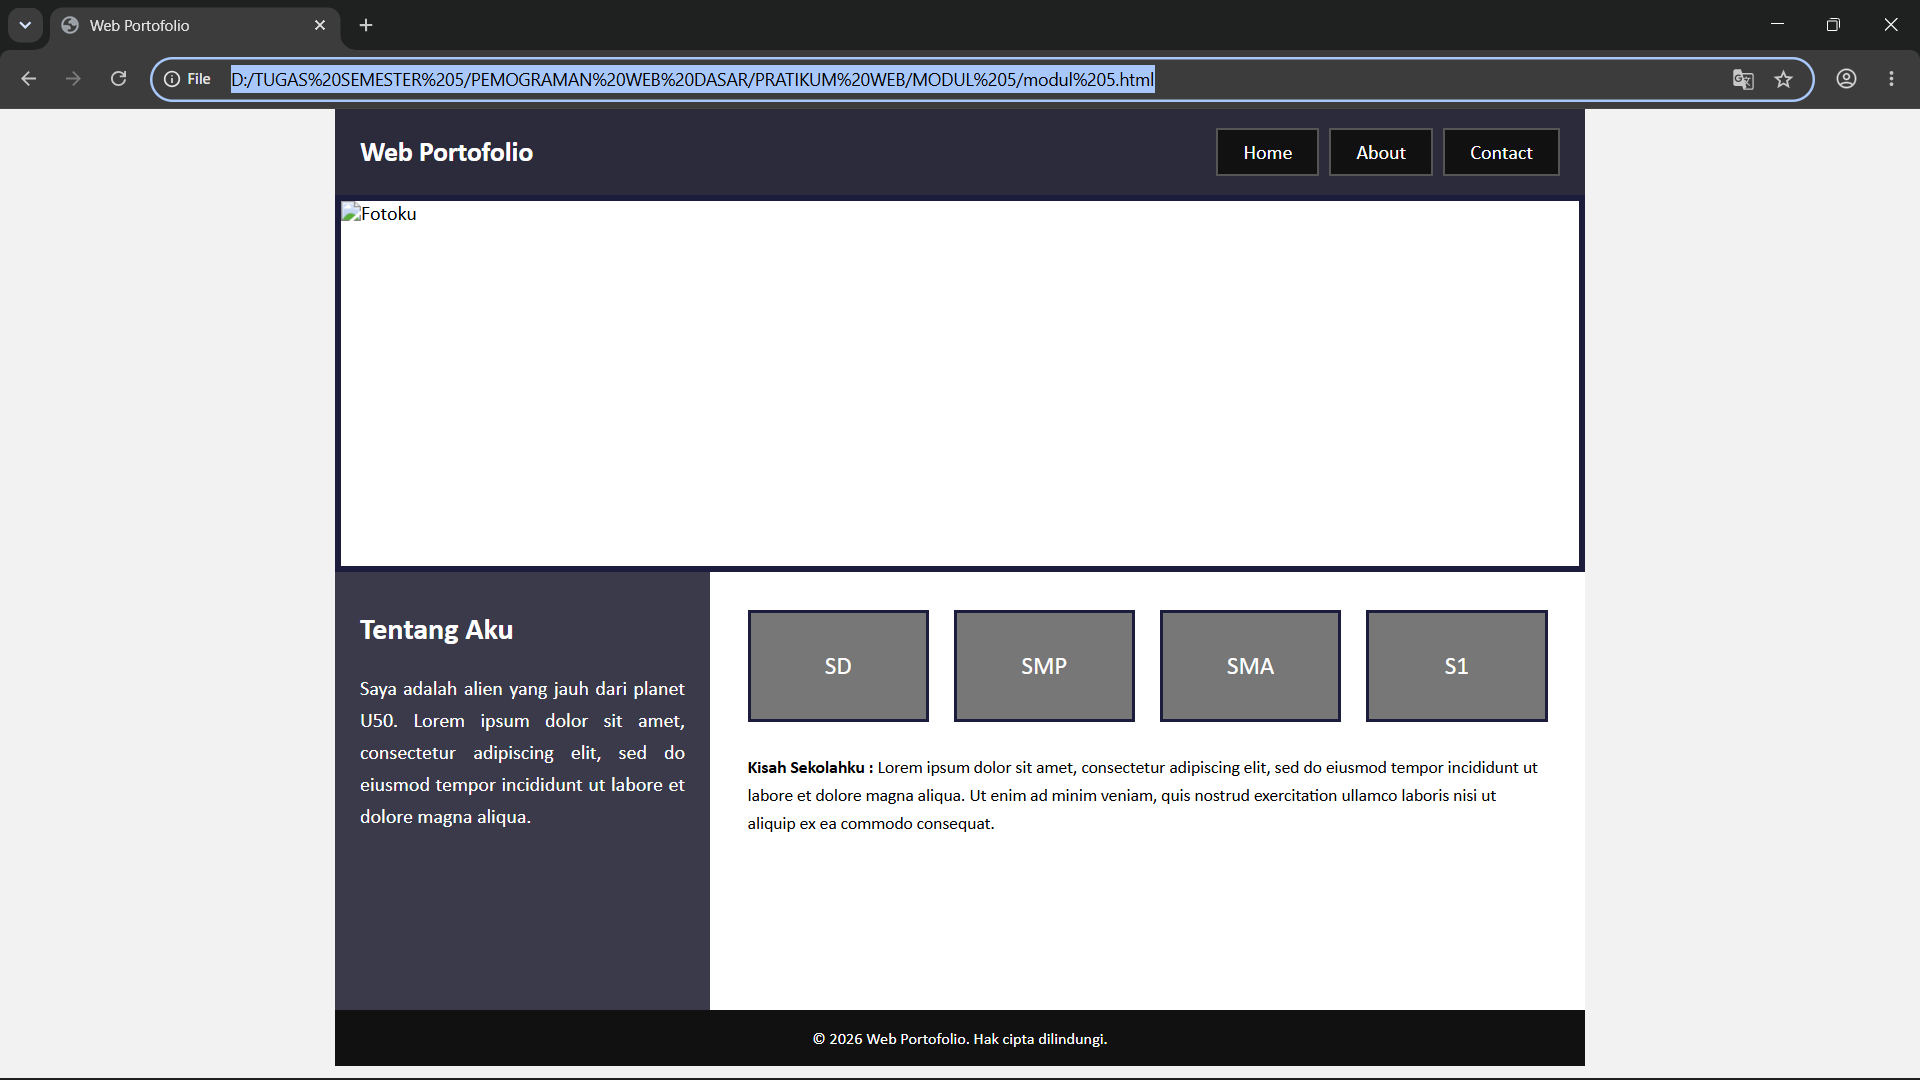 Web Portofolio
File D:/TUGAS%20SEMESTER%205/PEMOGRAMAN%20WEB%20DASAR/PRATIKUM%20WEB/MODUL%205/modul%205.html
Web Portofolio
Home
About
Contact
Fotoku
Tentang Aku
Saya adalah alien yang jauh dari planet
U50. Lorem ipsum dolor sit amet,
consectetur adipiscing elit, sed do
eiusmod tempor incididunt ut labore et
dolore magna aliqua.
SD
SMP
SMA
S1
Kisah Sekolahku : Lorem ipsum dolor sit amet, consectetur adipiscing elit, sed do eiusmod tempor incididunt ut
labore et dolore magna aliqua. Ut enim ad minim veniam, quis nostrud exercitation ullamco laboris nisi ut
aliquip ex ea commodo consequat.
© 2026 Web Portofolio. Hak cipta dilindungi.